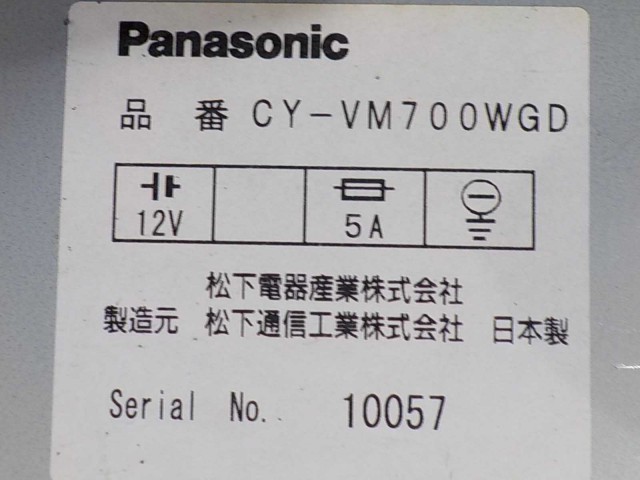 Panasonic
品 番 CY-VM700WGD
12V 5A
松下電器産業株式会社
製造元 松下通信工業株式会社 日本製
Serial No. 10057